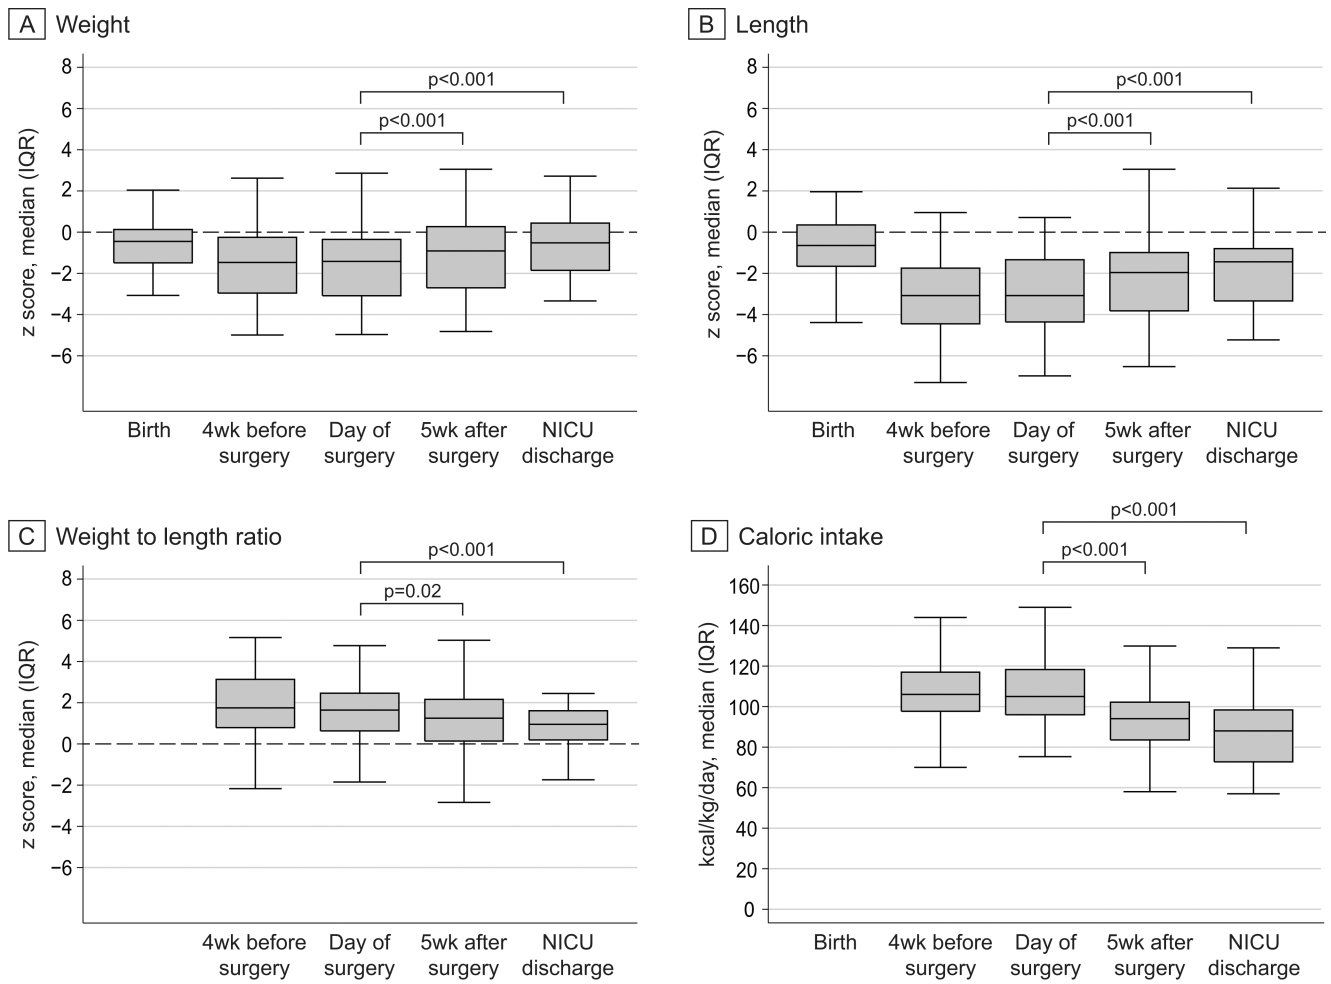 A Weight
8
6
4
2
0
−2
−4
−6
z score, median (IQR)
p<0.001
p<0.001
Birth
4wk before
surgery
Day of
surgery
5wk after
surgery
NICU
discharge
B Length
8
6
4
2
0
−2
−4
−6
z score, median (IQR)
p<0.001
p<0.001
Birth
4wk before
surgery
Day of
surgery
5wk after
surgery
NICU
discharge
C Weight to length ratio
8
6
4
2
0
−2
−4
−6
z score, median (IQR)
p<0.001
p=0.02
4wk before
surgery
Day of
surgery
5wk after
surgery
NICU
discharge
D Caloric intake
160
140
120
100
80
60
40
20
0
kcal/kg/day, median (IQR)
p<0.001
p<0.001
Birth
4wk before
surgery
Day of
surgery
5wk after
surgery
NICU
discharge